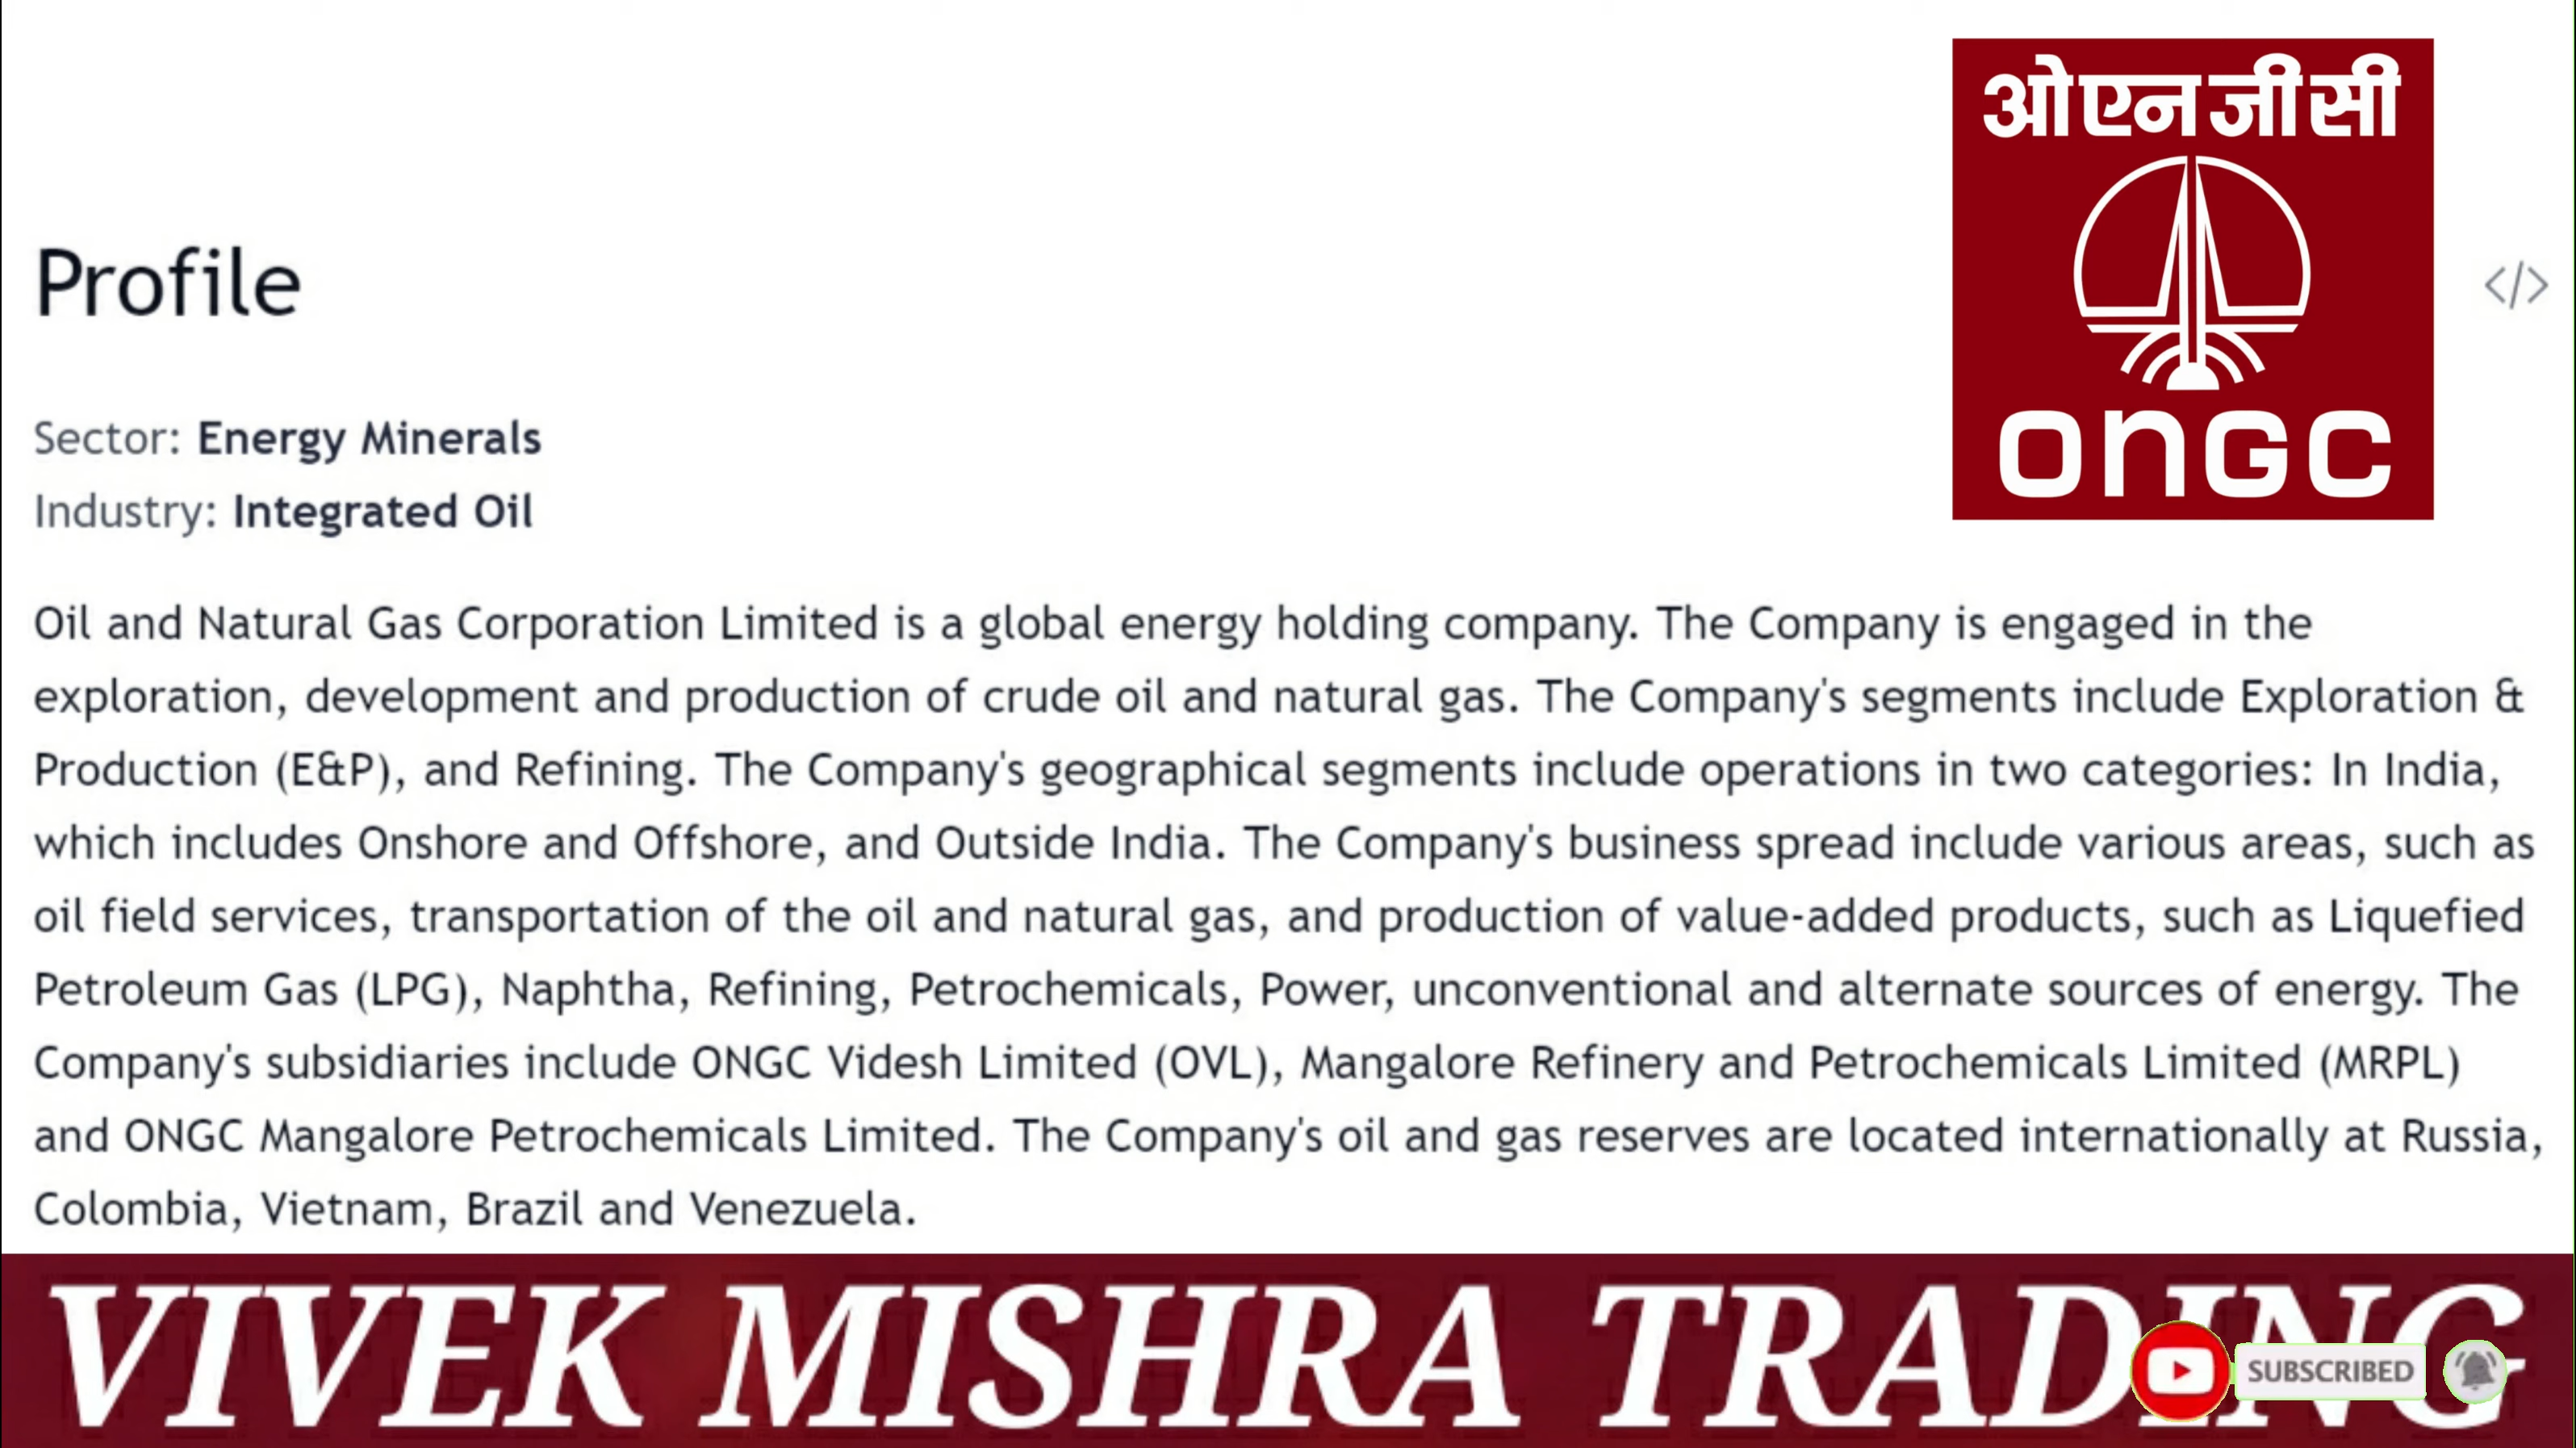 ओएनजीसी
ONGC
Profile
</>
Sector: Energy Minerals
Industry: Integrated Oil
Oil and Natural Gas Corporation Limited is a global energy holding company. The Company is engaged in the
exploration, development and production of crude oil and natural gas. The Company's segments include Exploration &
Production (E&P), and Refining. The Company's geographical segments include operations in two categories: In India,
which includes Onshore and Offshore, and Outside India. The Company's business spread include various areas, such as
oil field services, transportation of the oil and natural gas, and production of value-added products, such as Liquefied
Petroleum Gas (LPG), Naphtha, Refining, Petrochemicals, Power, unconventional and alternate sources of energy. The
Company's subsidiaries include ONGC Videsh Limited (OVL), Mangalore Refinery and Petrochemicals Limited (MRPL)
and ONGC Mangalore Petrochemicals Limited. The Company's oil and gas reserves are located internationally at Russia,
Colombia, Vietnam, Brazil and Venezuela.
VIVEK MISHRA TRADING
SUBSCRIBED